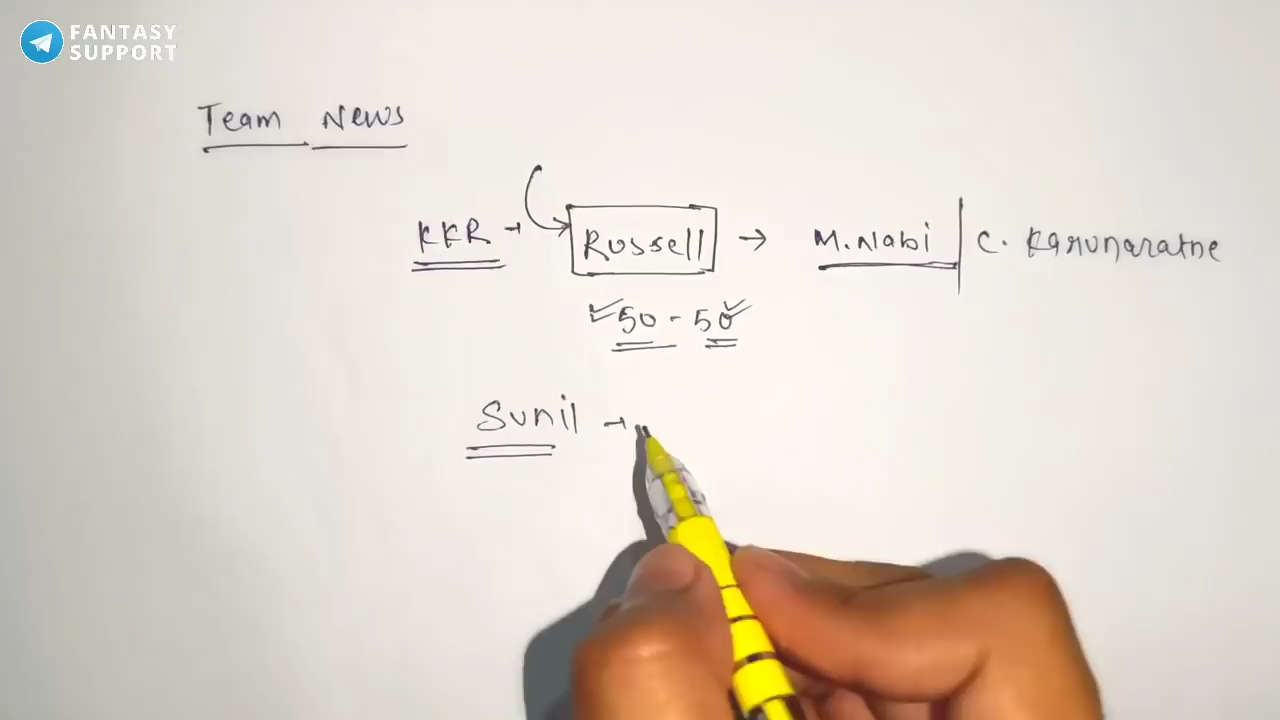 FANTASY
SUPPORT
Team News
KKR → Russell → M. Nabi | C. Karunaratne
50 - 50
Sunil →